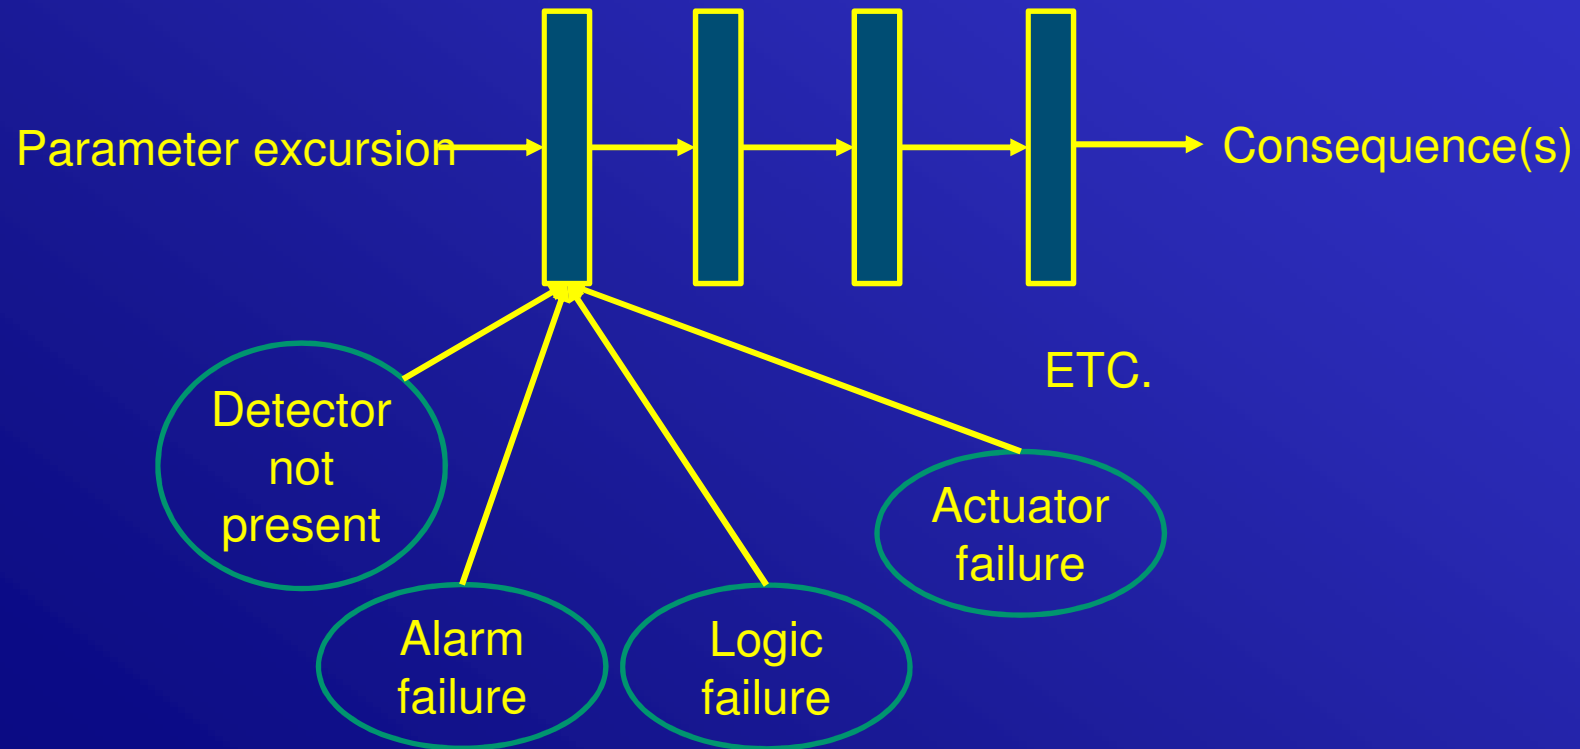 Parameter excursion
Consequence(s)
ETC.
Detector
not
present
Actuator
failure
Alarm
failure
Logic
failure